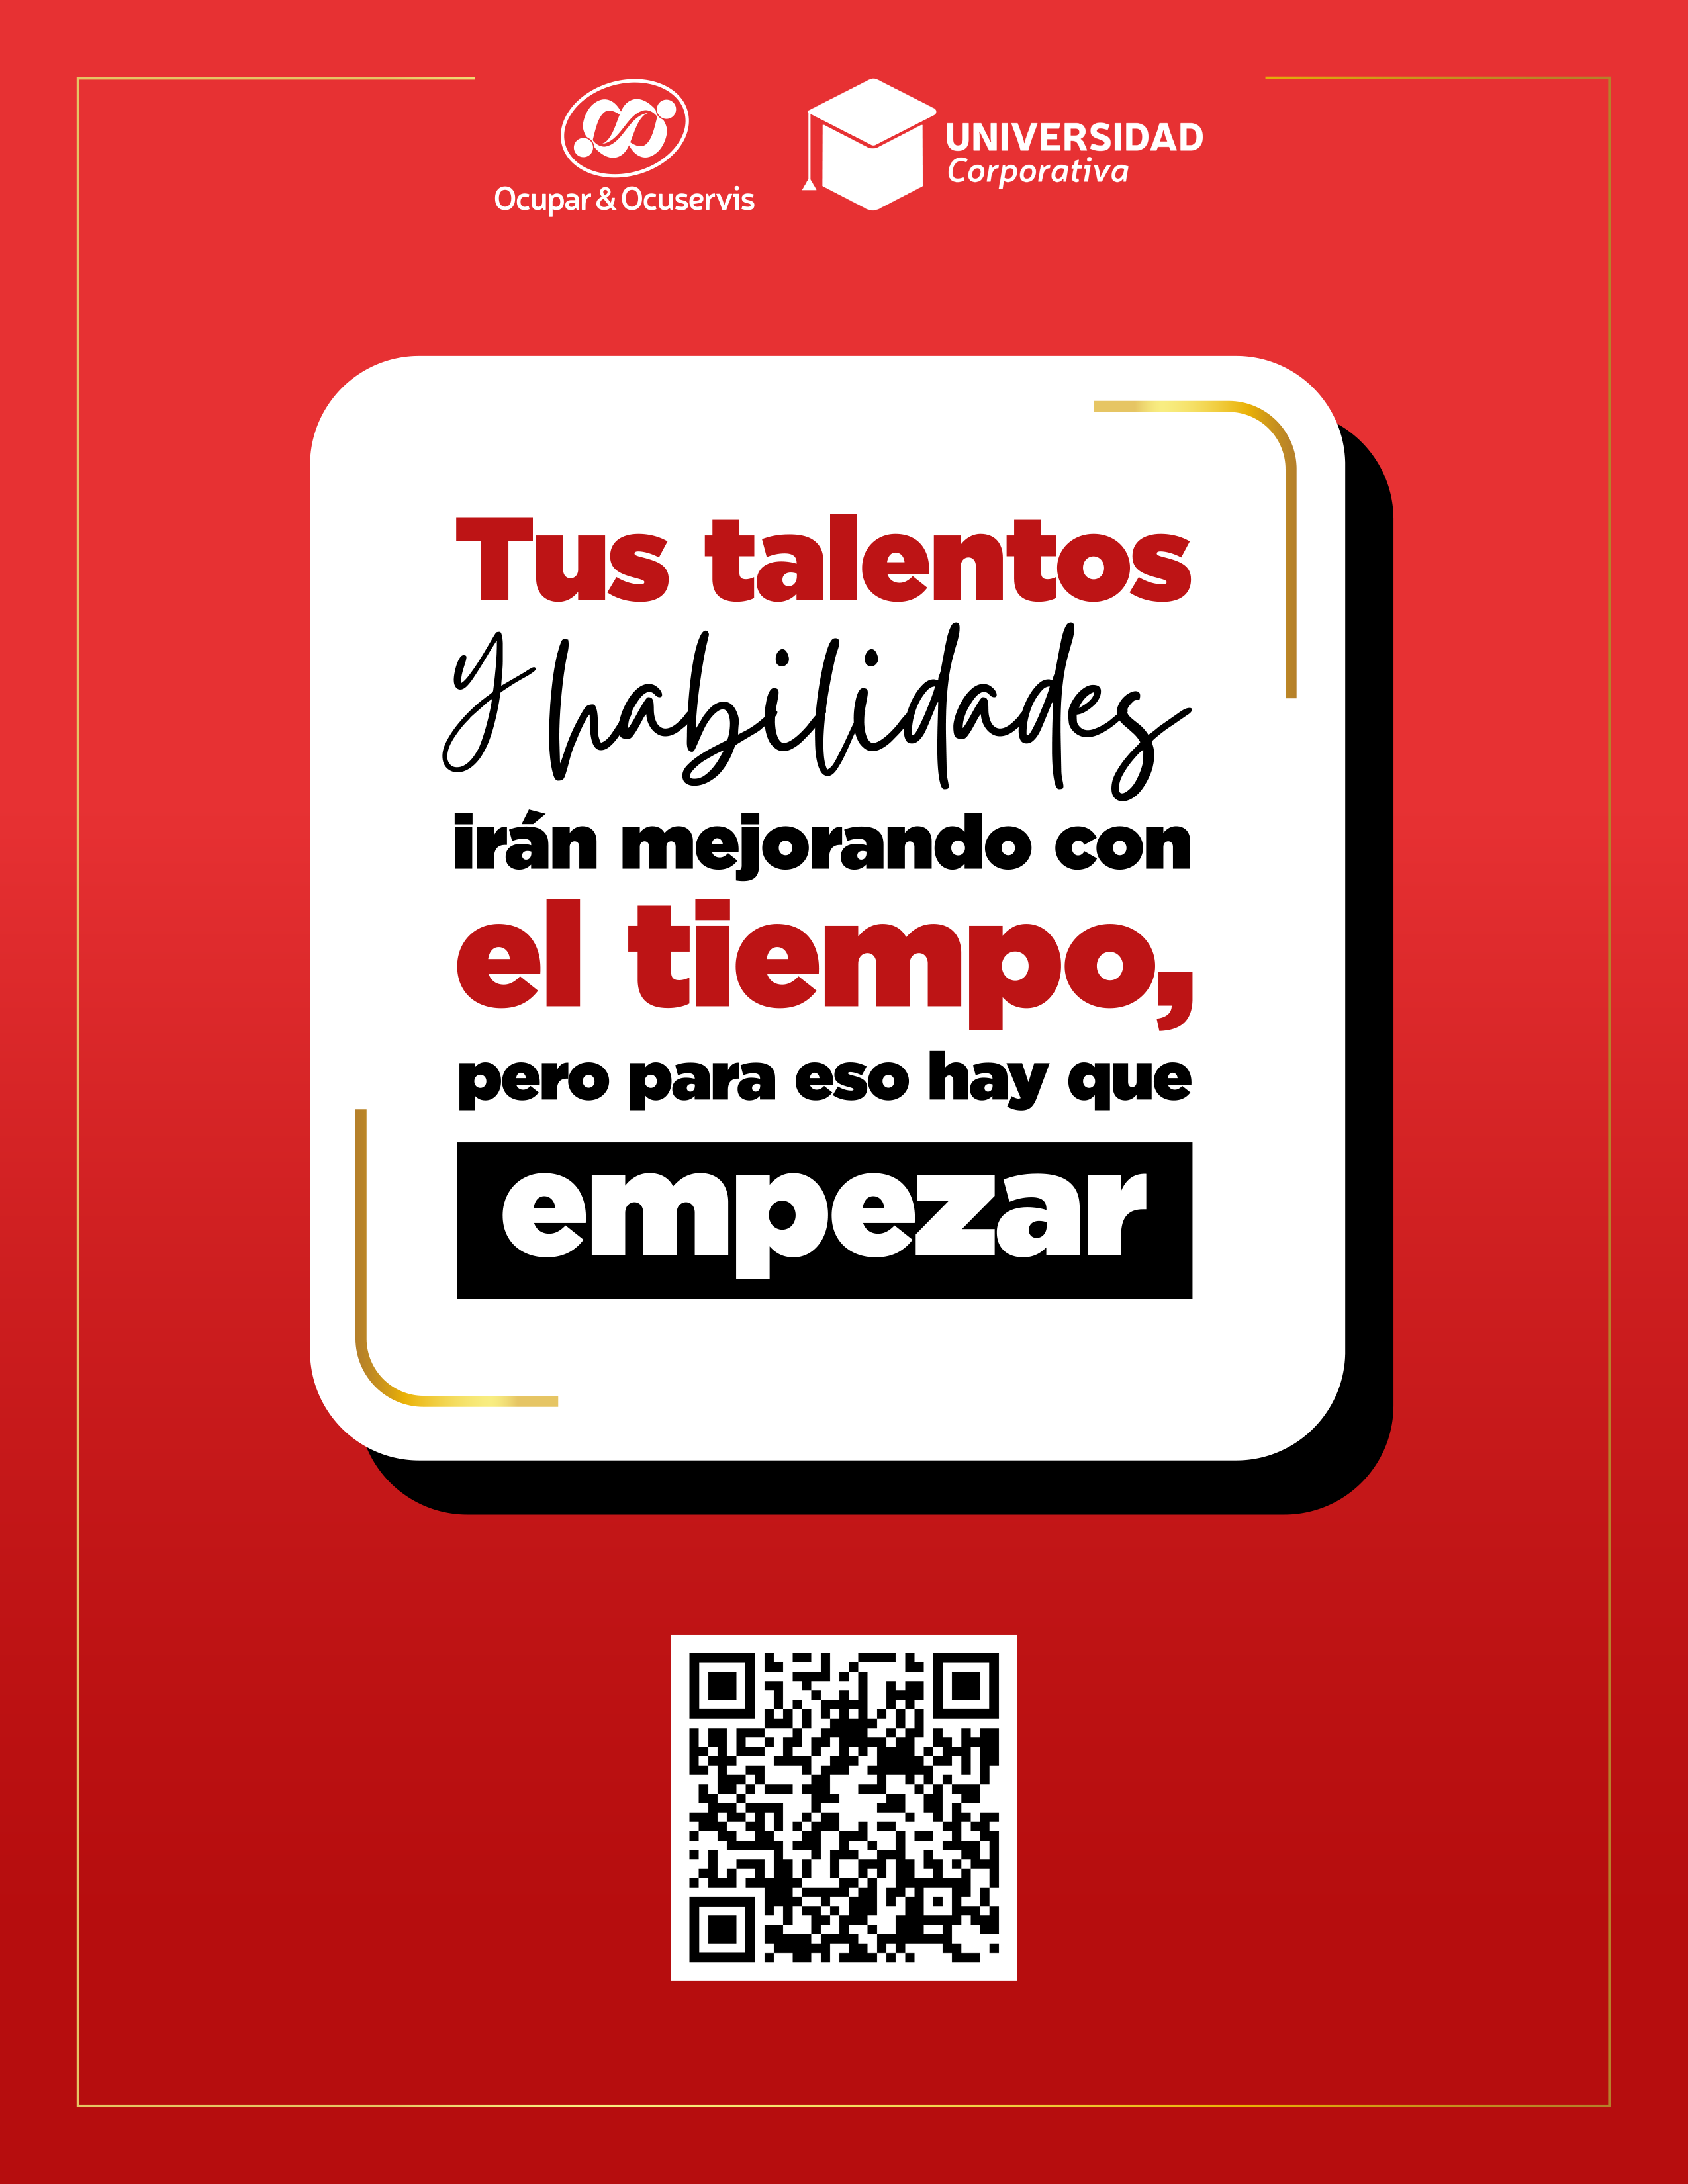 Ocupar & Ocuservis
UNIVERSIDAD
Corporativa
Tus talentos
y habilidades
irán mejorando con
el tiempo,
pero para eso hay que
empezar